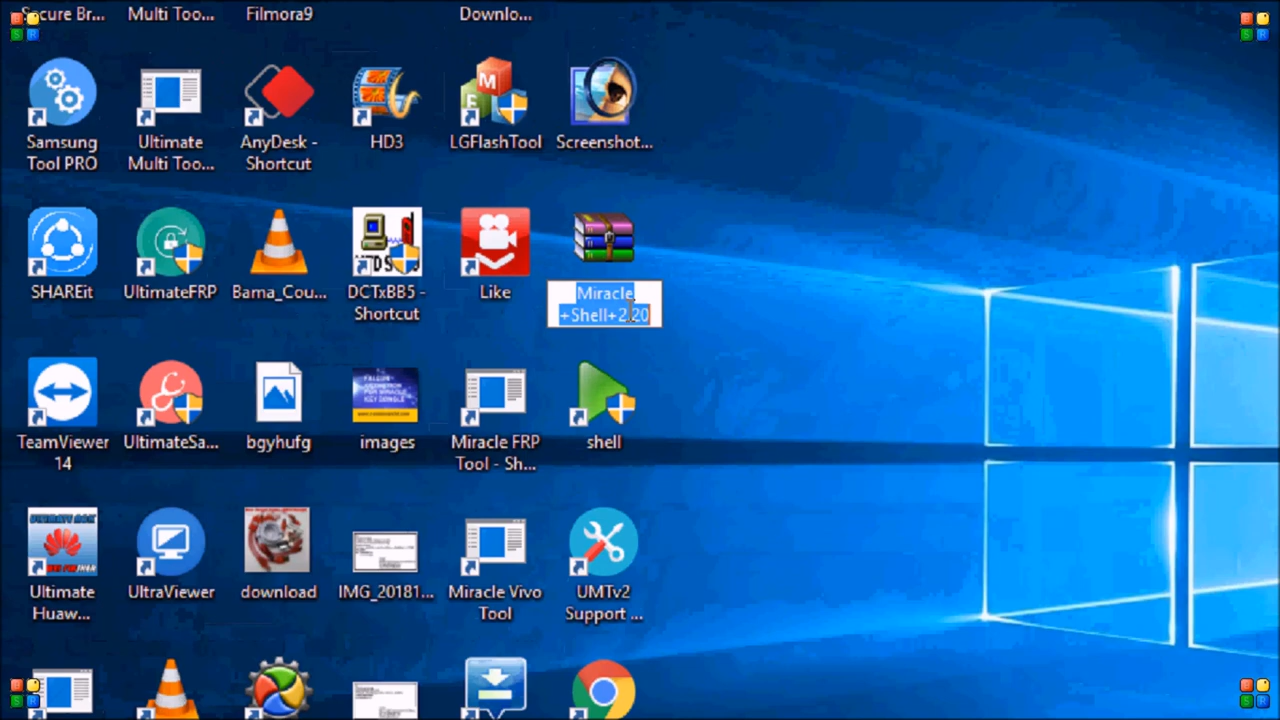 Secure Br...
Multi Too...
Filmora9
Downlo...
Samsung
Tool PRO
Ultimate
Multi Too...
AnyDesk -
Shortcut
HD3
LGFlashTool
Screenshot...
SHAREit
UltimateFRP
Bama_Cou...
DCTxBB5 -
Shortcut
Like
Miracle
+Shell+2.20
TeamViewer
14
UltimateSa...
bgyhufg
images
Miracle FRP
Tool - Sh...
shell
Ultimate
Huaw...
UltraViewer
download
IMG_20181...
Miracle Vivo
Tool
UMTv2
Support ...